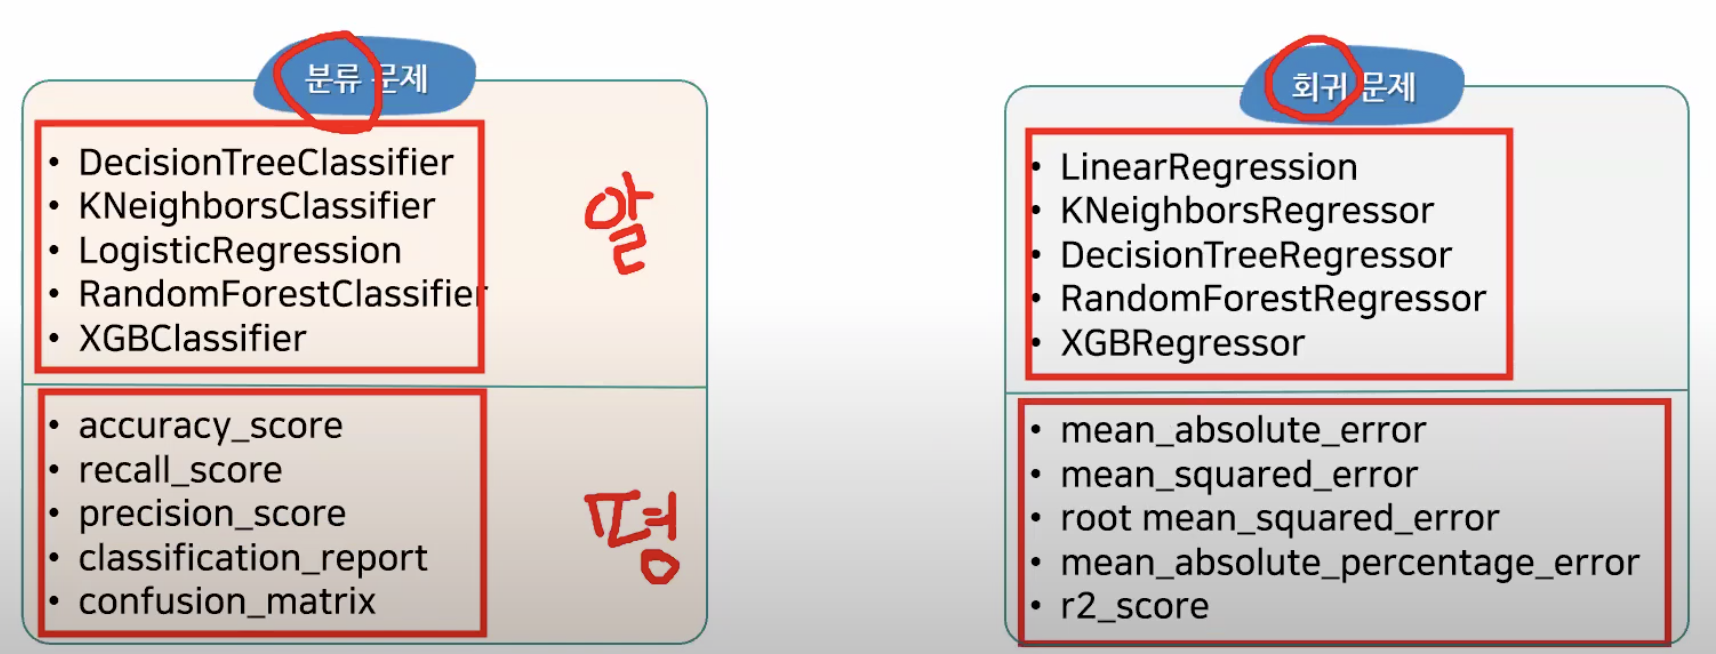 분류 문제
• DecisionTreeClassifier
• KNeighborsClassifier
• LogisticRegression
• RandomForestClassifier
• XGBClassifier
알
• accuracy_score
• recall_score
• precision_score
• classification_report
• confusion_matrix
평
회귀 문제
• LinearRegression
• KNeighborsRegressor
• DecisionTreeRegressor
• RandomForestRegressor
• XGBRegressor
• mean_absolute_error
• mean_squared_error
• root mean_squared_error
• mean_absolute_percentage_error
• r2_score